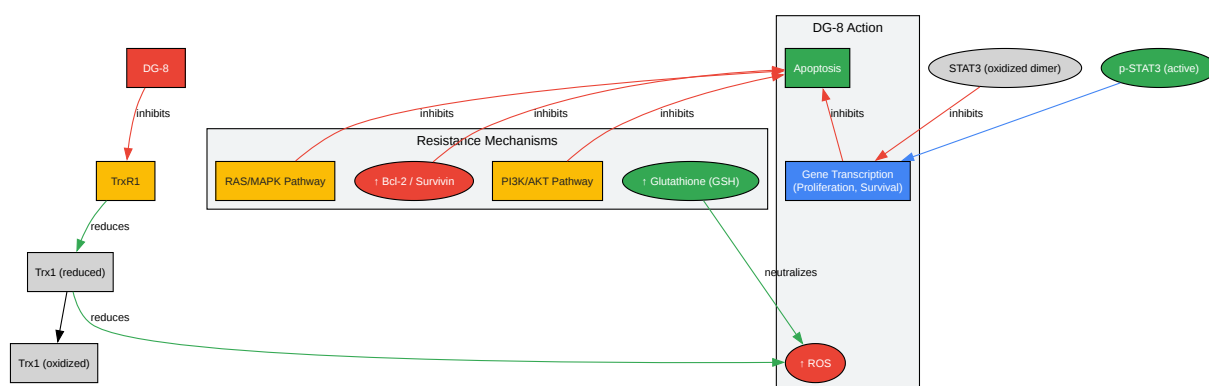 DG-8 Action
DG-8
Apoptosis
STAT3 (oxidized dimer)
p-STAT3 (active)
inhibits
inhibits
inhibits
inhibits
inhibits
inhibits
Resistance Mechanisms
TrxR1
RAS/MAPK Pathway
↑ Bcl-2 / Survivin
PI3K/AKT Pathway
↑ Glutathione (GSH)
Gene Transcription
(Proliferation, Survival)
reduces
Trx1 (reduced)
neutralizes
reduces
Trx1 (oxidized)
↑ ROS